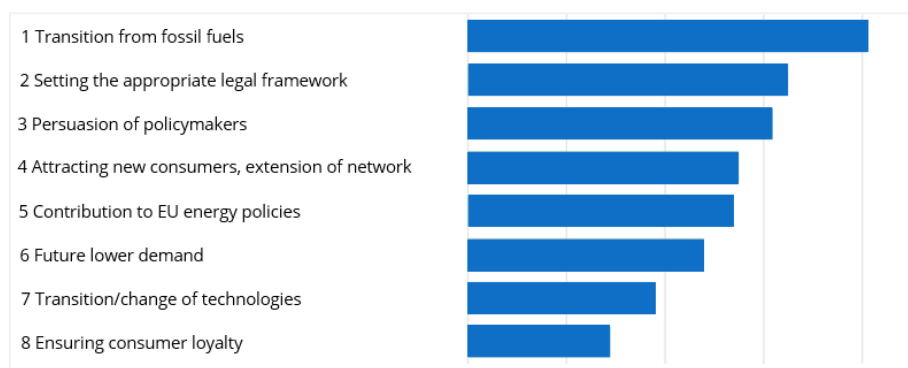 1 Transition from fossil fuels
2 Setting the appropriate legal framework
3 Persuasion of policymakers
4 Attracting new consumers, extension of network
5 Contribution to EU energy policies
6 Future lower demand
7 Transition/change of technologies
8 Ensuring consumer loyalty